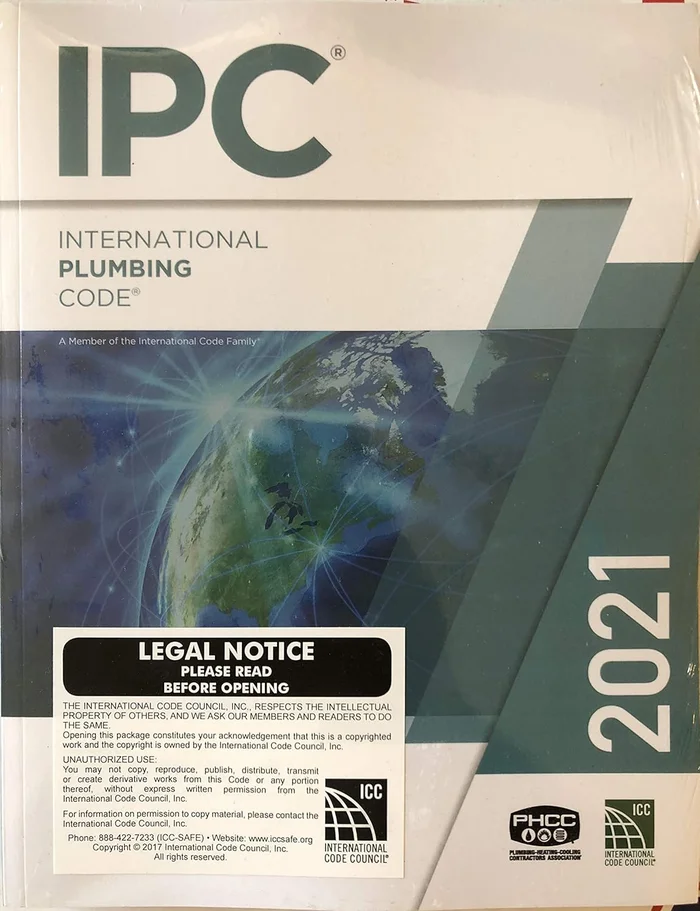 IPC®
INTERNATIONAL
PLUMBING
CODE®
A Member of the International Code Family®
2021
LEGAL NOTICE
PLEASE READ
BEFORE OPENING
THE INTERNATIONAL CODE COUNCIL, INC., RESPECTS THE INTELLECTUAL
PROPERTY OF OTHERS, AND WE ASK OUR MEMBERS AND READERS TO DO
THE SAME.
Opening this package constitutes your acknowledgement that this is a copyrighted
work and the copyright is owned by the International Code Council, Inc.
UNAUTHORIZED USE:
You may not copy, reproduce, publish, distribute, transmit
or create derivative works from this Code or any portion
thereof, without express written permission from the
International Code Council, Inc.
For information on permission to copy material, please contact the
International Code Council, Inc.
Phone: 888-422-7233 (ICC-SAFE) • Website: www.iccsafe.org
Copyright © 2017 International Code Council, Inc.
All rights reserved.
ICC
INTERNATIONAL
CODE COUNCIL®
PHCC
PLUMBING-HEATING-COOLING
CONTRACTORS ASSOCIATION®
ICC
INTERNATIONAL
CODE COUNCIL®